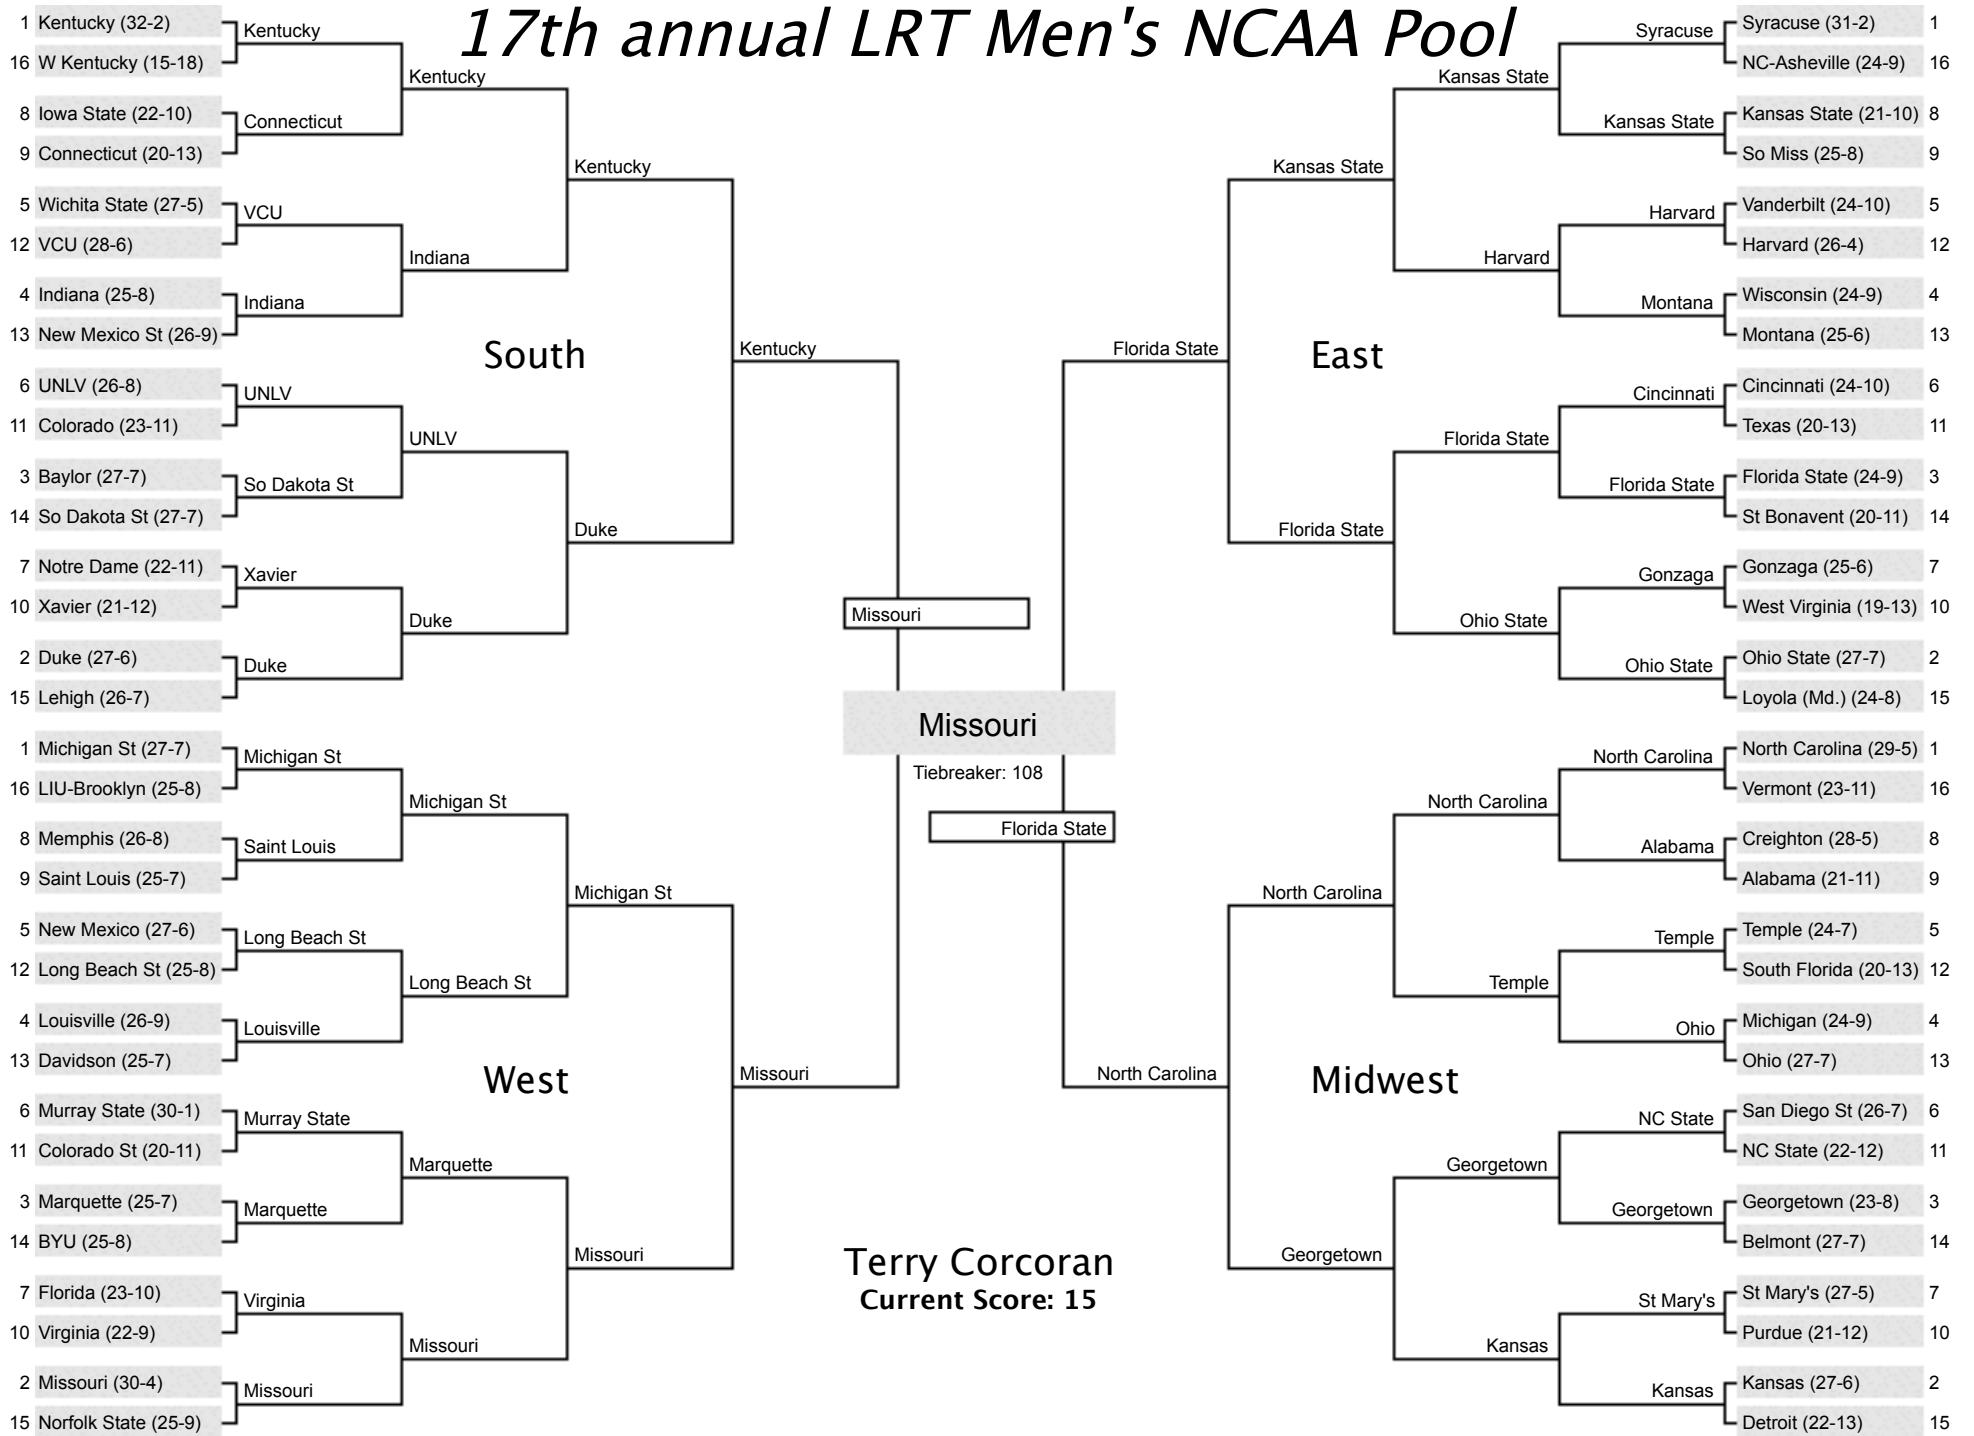 17th annual LRT Men's NCAA Pool
1 Kentucky (32-2)
16 W Kentucky (15-18)
8 Iowa State (22-10)
9 Connecticut (20-13)
5 Wichita State (27-5)
12 VCU (28-6)
4 Indiana (25-8)
13 New Mexico St (26-9)
6 UNLV (26-8)
11 Colorado (23-11)
3 Baylor (27-7)
14 So Dakota St (27-7)
7 Notre Dame (22-11)
10 Xavier (21-12)
2 Duke (27-6)
15 Lehigh (26-7)
1 Michigan St (27-7)
16 LIU-Brooklyn (25-8)
8 Memphis (26-8)
9 Saint Louis (25-7)
5 New Mexico (27-6)
12 Long Beach St (25-8)
4 Louisville (26-9)
13 Davidson (25-7)
6 Murray State (30-1)
11 Colorado St (20-11)
3 Marquette (25-7)
14 BYU (25-8)
7 Florida (23-10)
10 Virginia (22-9)
2 Missouri (30-4)
15 Norfolk State (25-9)
Kentucky
Connecticut
VCU
Indiana
UNLV
So Dakota St
Xavier
Duke
Michigan St
Saint Louis
Long Beach St
Louisville
Murray State
Marquette
Virginia
Missouri
Kentucky
Indiana
UNLV
Duke
Michigan St
Long Beach St
Marquette
Missouri
Kentucky
Duke
Michigan St
Missouri
South
West
Kentucky
Missouri
Missouri
Missouri
Tiebreaker: 108
Florida State
Terry Corcoran
Current Score: 15
Florida State
North Carolina
East
Midwest
Kansas State
Florida State
North Carolina
Georgetown
Kansas State
Harvard
Florida State
Ohio State
North Carolina
Temple
Georgetown
Kansas
Syracuse
Kansas State
Harvard
Montana
Cincinnati
Florida State
Gonzaga
Ohio State
North Carolina
Alabama
Temple
Ohio
NC State
Georgetown
St Mary's
Kansas
Syracuse (31-2) 1
NC-Asheville (24-9) 16
Kansas State (21-10) 8
So Miss (25-8) 9
Vanderbilt (24-10) 5
Harvard (26-4) 12
Wisconsin (24-9) 4
Montana (25-6) 13
Cincinnati (24-10) 6
Texas (20-13) 11
Florida State (24-9) 3
St Bonavent (20-11) 14
Gonzaga (25-6) 7
West Virginia (19-13) 10
Ohio State (27-7) 2
Loyola (Md.) (24-8) 15
North Carolina (29-5) 1
Vermont (23-11) 16
Creighton (28-5) 8
Alabama (21-11) 9
Temple (24-7) 5
South Florida (20-13) 12
Michigan (24-9) 4
Ohio (27-7) 13
San Diego St (26-7) 6
NC State (22-12) 11
Georgetown (23-8) 3
Belmont (27-7) 14
St Mary's (27-5) 7
Purdue (21-12) 10
Kansas (27-6) 2
Detroit (22-13) 15